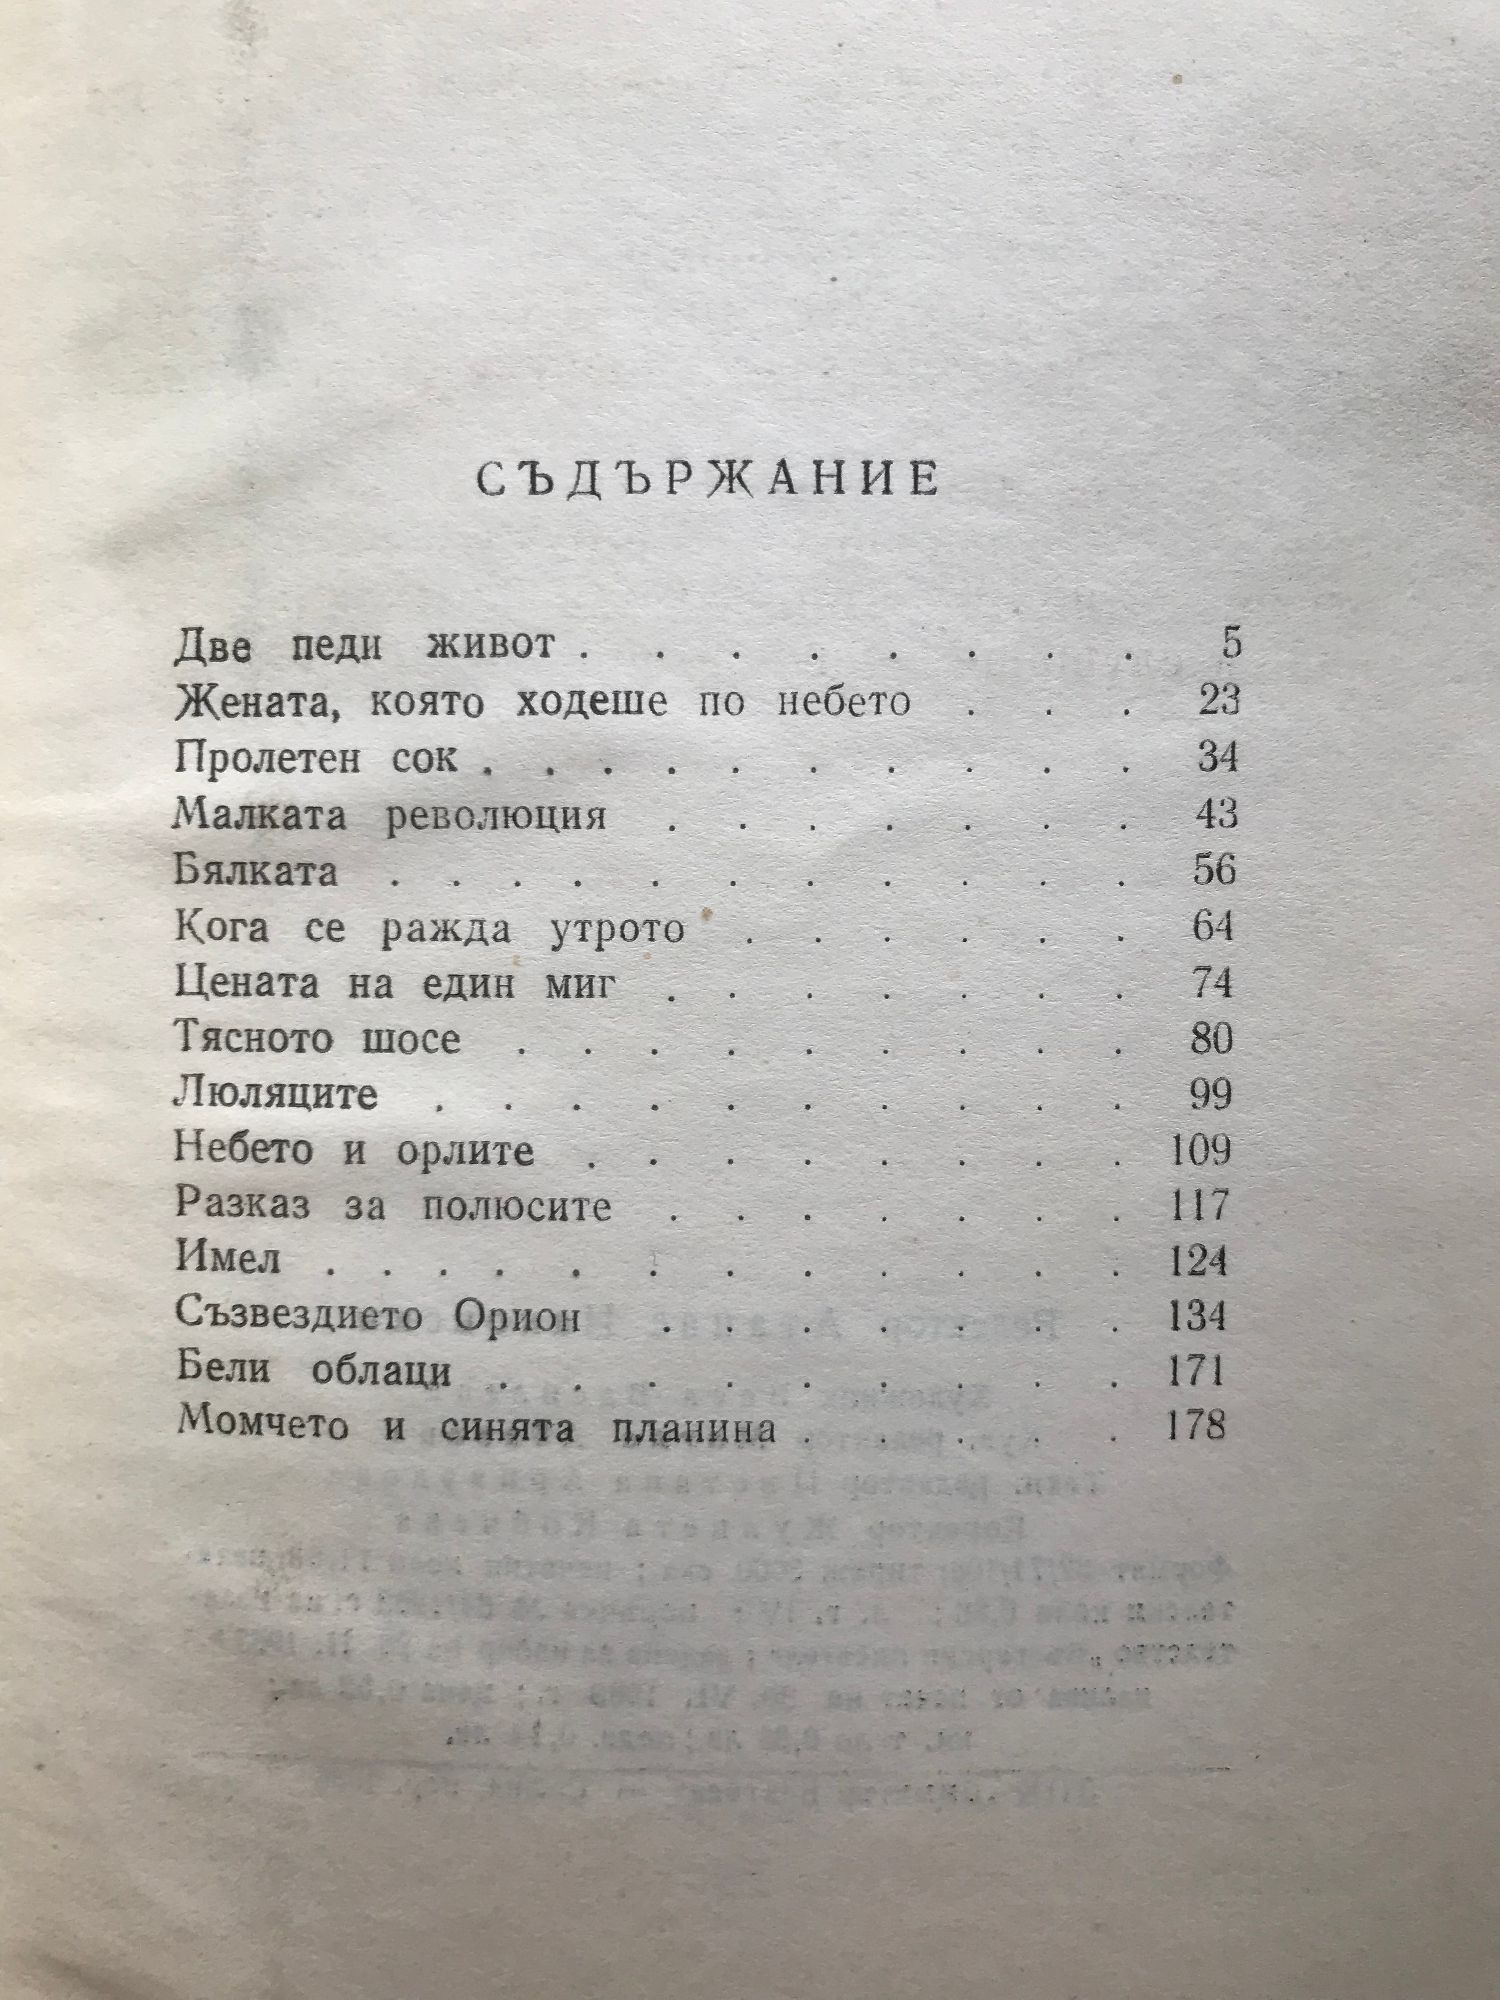 СЪДЪРЖАНИЕ
Две педи живот . . . . . . . . 5
Жената, която ходеше по небето . . . 23
Пролетен сок . . . . . . . . . . 34
Малката революция . . . . . . . 43
Бялката . . . . . . . . . . . 56
Кога се ражда утрото . . . . . . 64
Цената на един миг . . . . . . . 74
Тясното шосе . . . . . . . . . 80
Люляците . . . . . . . . . . 99
Небето и орлите . . . . . . . . 109
Разказ за полюсите . . . . . . . 117
Имел . . . . . . . . . . . . 124
Съзвездието Орион . . . . . . . 134
Бели облаци . . . . . . . . . 171
Момчето и синята планина . . . . . 178